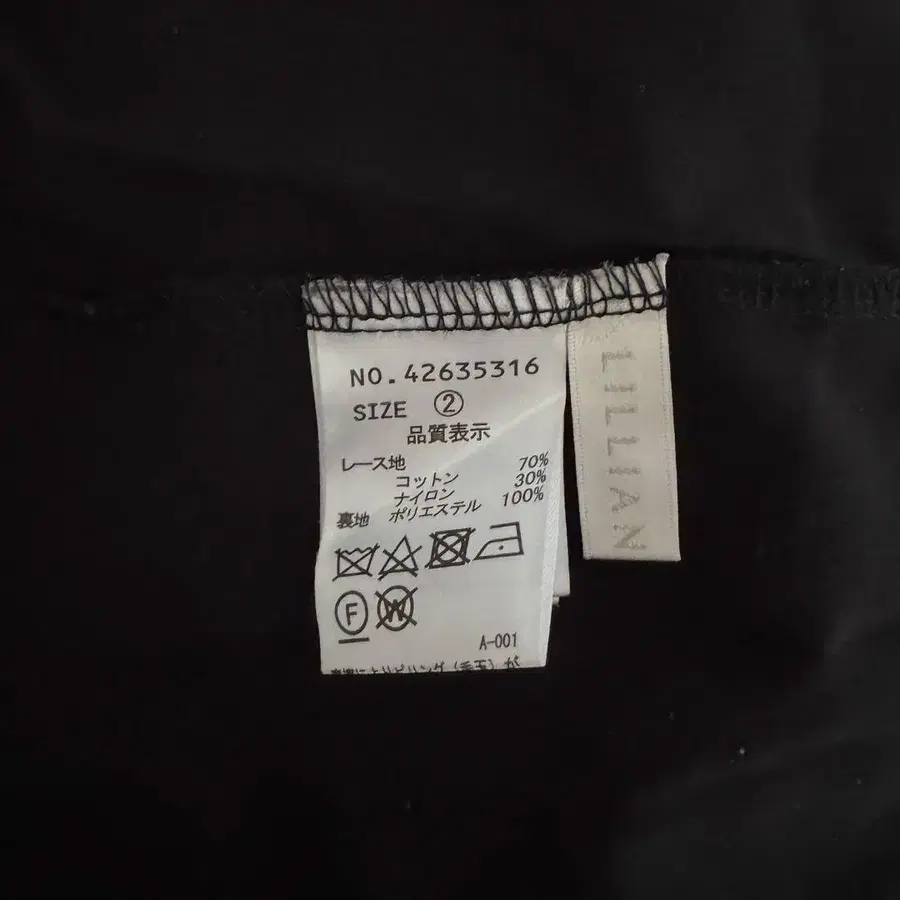 NO.42635316
SIZE ②
品質表示
レース地
コットン 70%
ナイロン 30%
裏地 ポリエステル 100%
F
W
A-001
LILLIAN